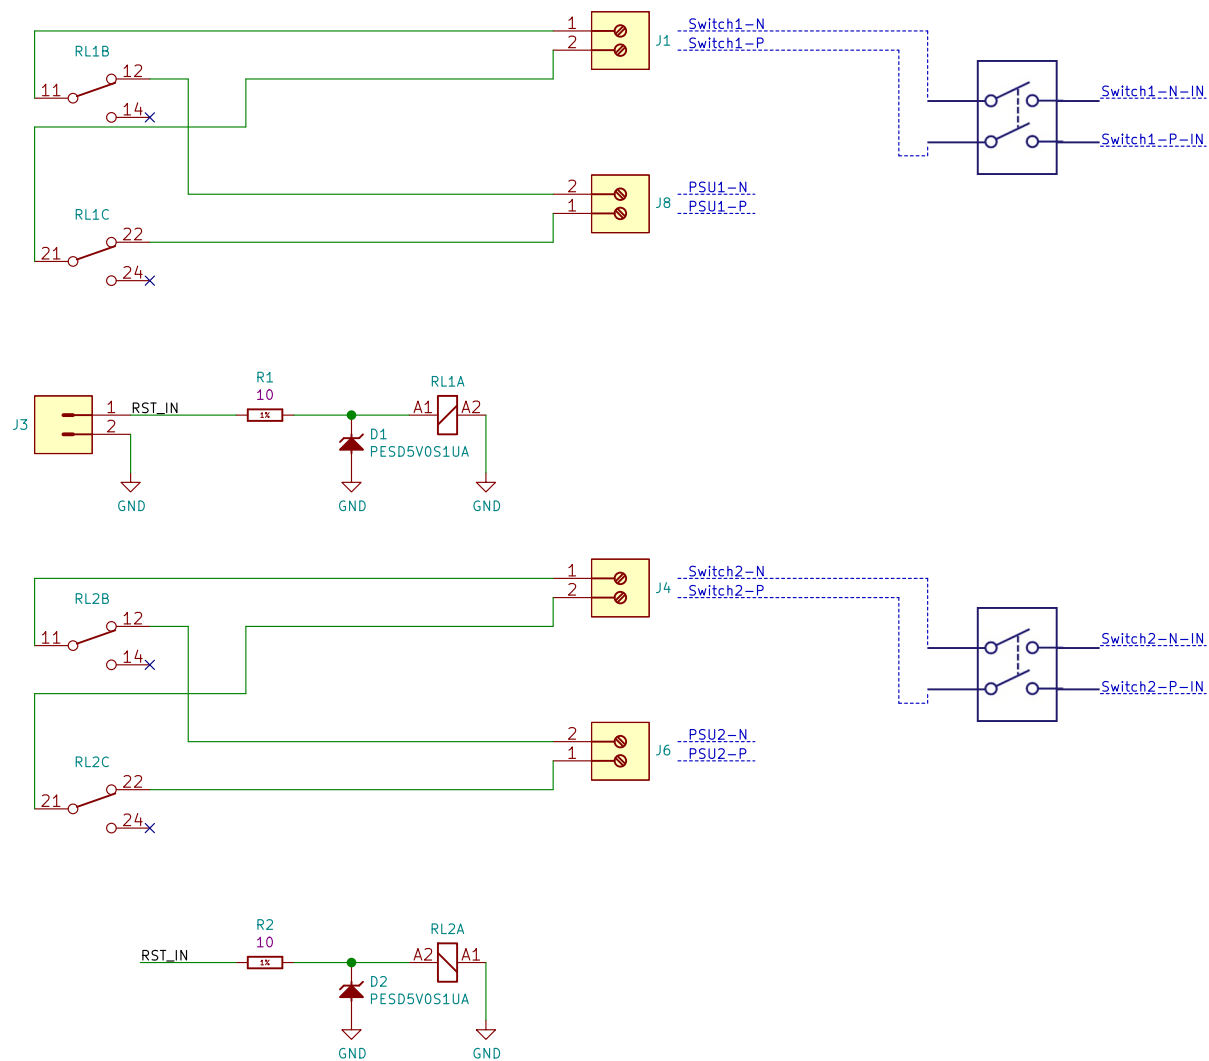 1
2
J1
Switch1-N
Switch1-P
RL1B
12
11
14
Switch1-N-IN
Switch1-P-IN
2
1
J8
PSU1-N
PSU1-P
RL1C
22
21
24
R1
10
1%
RL1A
J3
1
2
RST_IN
A1
A2
D1
PESD5V0S1UA
GND
GND
GND
1
2
J4
Switch2-N
Switch2-P
RL2B
12
11
14
Switch2-N-IN
Switch2-P-IN
2
1
J6
PSU2-N
PSU2-P
RL2C
22
21
24
R2
10
1%
RL2A
RST_IN
A2
A1
D2
PESD5V0S1UA
GND
GND